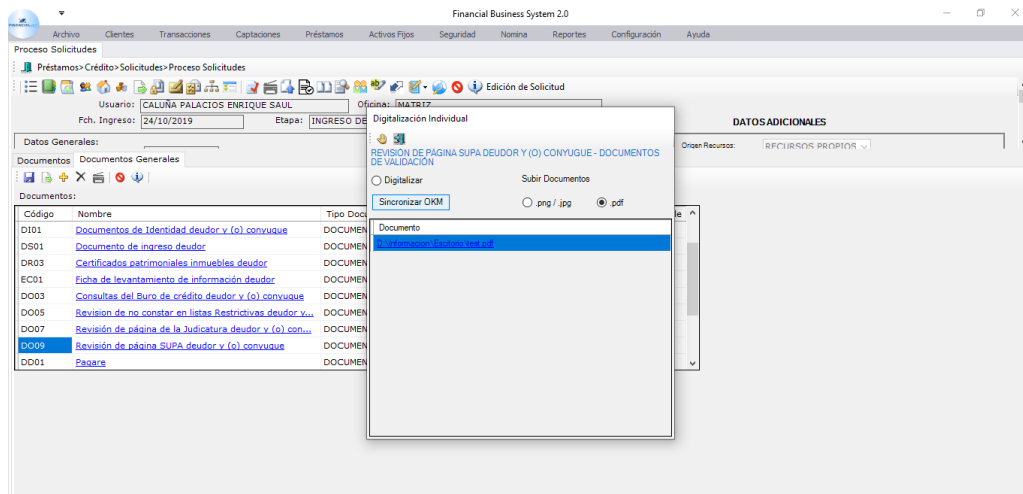 Financial Business System 2.0
Archivo Clientes Transacciones Captaciones Préstamos Activos Fijos Seguridad Nomina Reportes Configuración Ayuda
Proceso Solicitudes
Préstamos>Crédito>Solicitudes>Proceso Solicitudes
Edición de Solicitud
Usuario: CALUÑA PALACIOS ENRIQUE SAUL Oficina: MATRIZ
Fch. Ingreso: 24/10/2019 Etapa: INGRESO DE
DATOS ADICIONALES
Datos Generales:
Origen Recursos: RECURSOS PROPIOS
Documentos Documentos Generales
Documentos:
Código Nombre Tipo Docu
DI01 Documentos de Identidad deudor y (o) conyugue DOCUMEN
DS01 Documento de ingreso deudor DOCUMEN
DR03 Certificados patrimoniales inmuebles deudor DOCUMEN
EC01 Ficha de levantamiento de información deudor DOCUMEN
DO03 Consultas del Buro de crédito deudor y (o) conyugue DOCUMEN
DO05 Revision de no constar en listas Restrictivas deudor y... DOCUMEN
DO07 Revisión de página de la Judicatura deudor y (o) con... DOCUMEN
DO09 Revisión de página SUPA deudor y (o) conyugue DOCUMEN
DD01 Pagare DOCUMEN
Digitalización Individual
REVISIÓN DE PÁGINA SUPA DEUDOR Y (O) CONYUGUE - DOCUMENTOS
DE VALIDACIÓN
Digitalizar Subir Documentos
Sincronizar OKM .png / .jpg .pdf
Documento
D:\Informacion\Escitorio\test.pdf